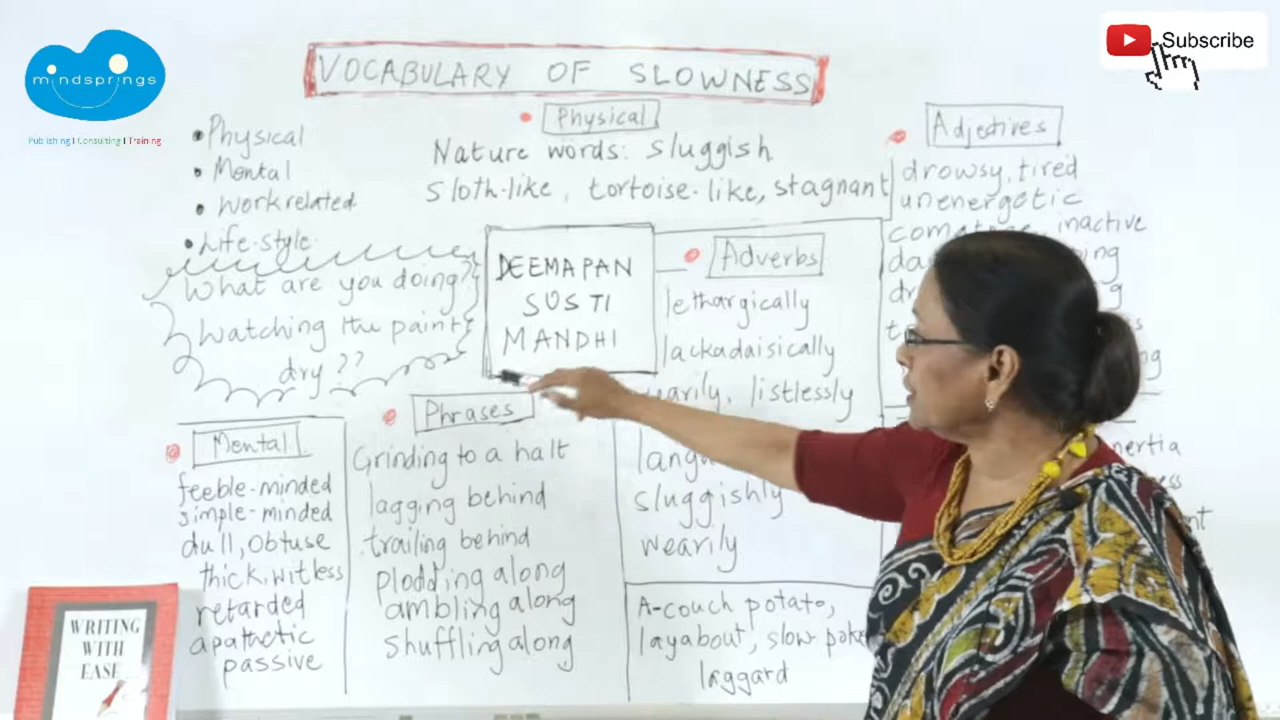 mindsprings
Publishing | Consulting | Training
Subscribe
VOCABULARY OF SLOWNESS
• Physical
• Mental
• Work related
• Life-style
What are you doing?
Watching the paint
dry??
Physical
Nature words: Sluggish
Sloth-like, tortoise-like, stagnant
DEEMAPAN
SUSTI
MANDHI
Adverbs
lethargically
lackadaisically
listlessly
Sluggishly
wearily
Adjectives
drowsy, tired
unenergetic
inactive
Mental
feeble-minded
simple-minded
dull, obtuse
thick, witless
retarded
apathetic
passive
Phrases
Grinding to a halt
lagging behind
trailing behind
plodding along
ambling along
Shuffling along
A-couch potato,
layabout, slow
laggard
WRITING
WITH
EASE